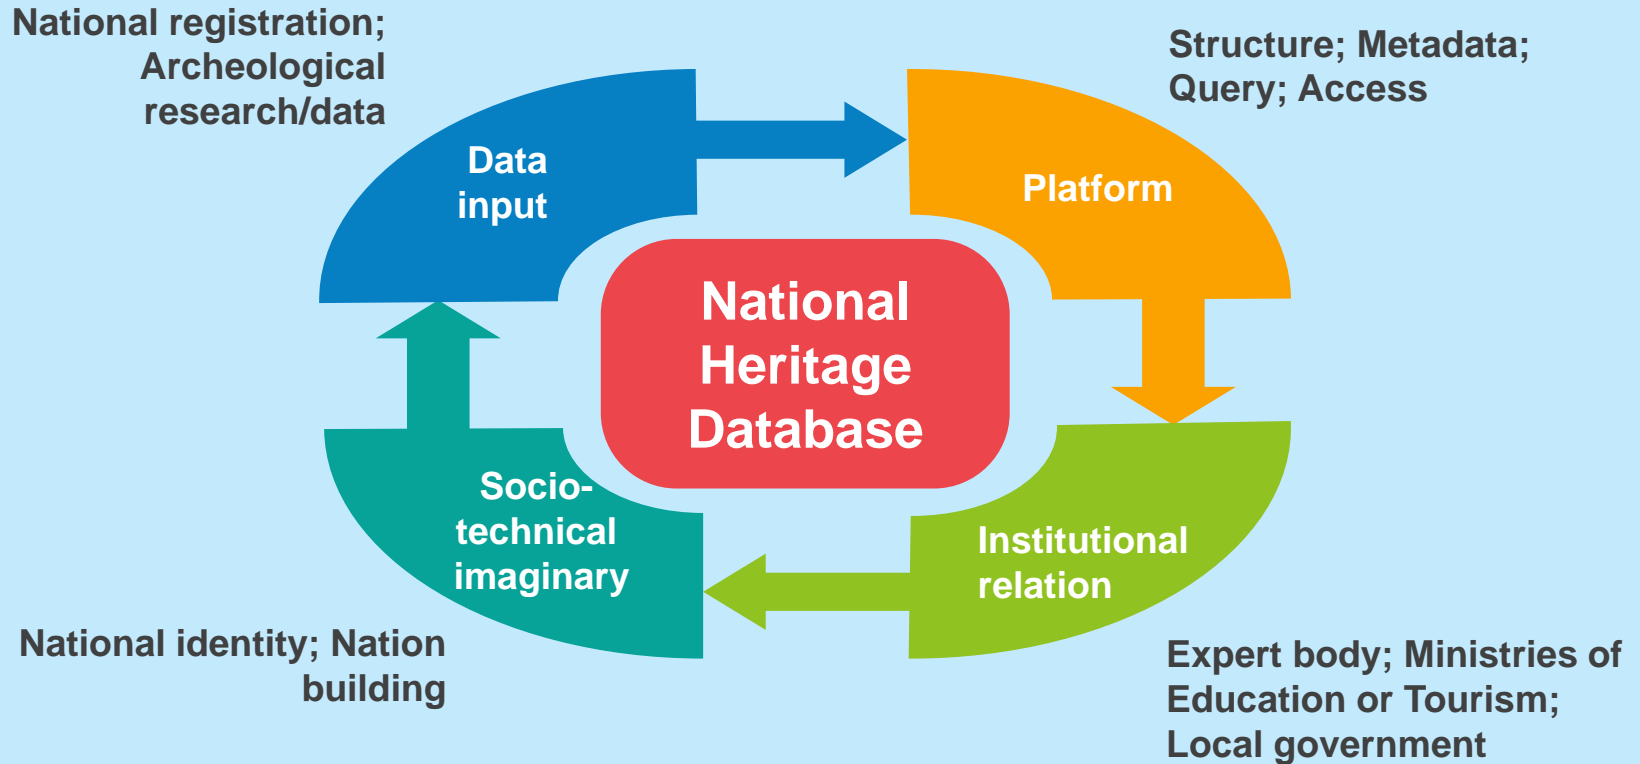 National registration;
Archeological
research/data
Structure; Metadata;
Query; Access
Data
input
Platform
National
Heritage
Database
Socio-
technical
imaginary
Institutional
relation
National identity; Nation
building
Expert body; Ministries of
Education or Tourism;
Local government